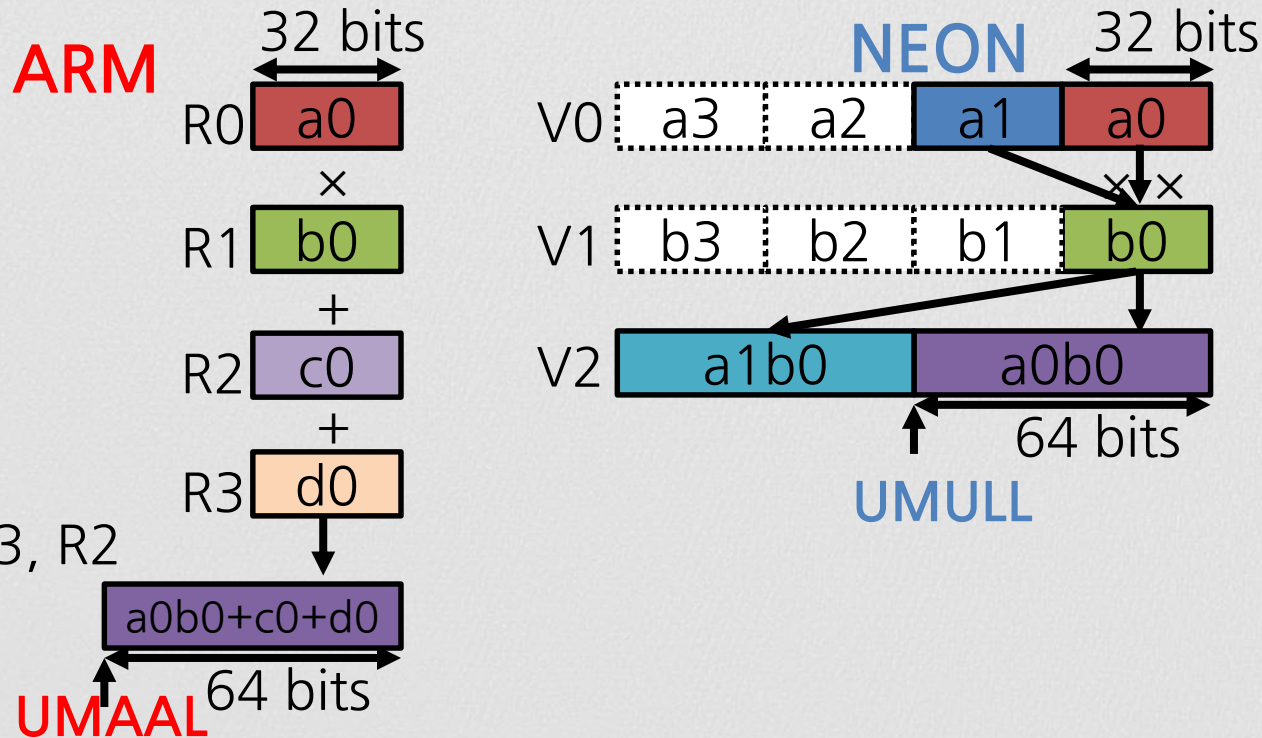 ARM
32 bits
R0 a0
×
R1 b0
+
R2 c0
+
R3 d0
3, R2
a0b0+c0+d0
64 bits
UMAAL
NEON
32 bits
V0 a3 a2 a1 a0
× ×
V1 b3 b2 b1 b0
V2 a1b0 a0b0
64 bits
UMULL